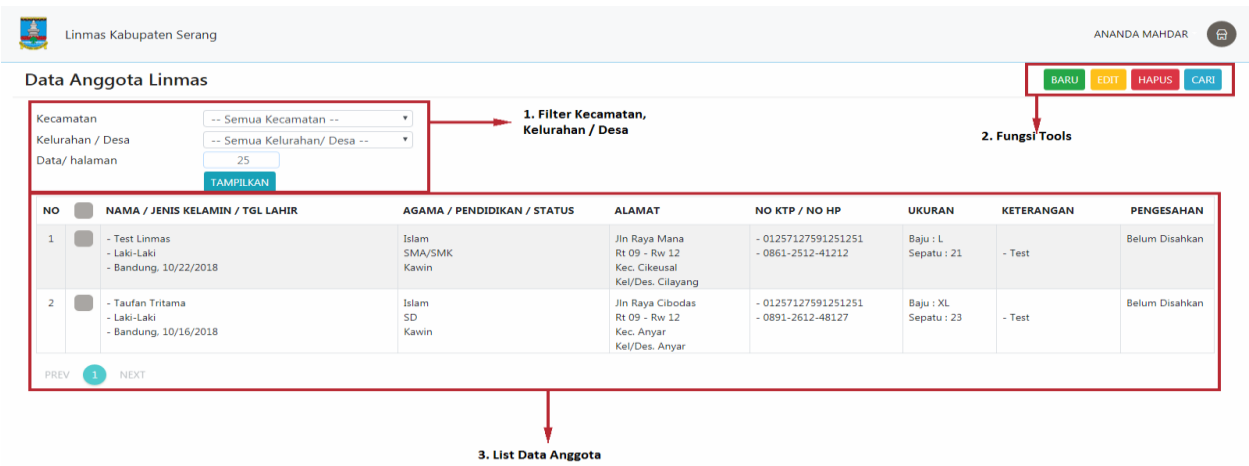 Linmas Kabupaten Serang
ANANDA MAHDAR
Data Anggota Linmas
BARU EDIT HAPUS CARI
Kecamatan -- Semua Kecamatan --
Kelurahan / Desa -- Semua Kelurahan/ Desa --
Data/ halaman 25
TAMPILKAN
1. Filter Kecamatan,
Kelurahan / Desa
2. Fungsi Tools
NO NAMA / JENIS KELAMIN / TGL LAHIR AGAMA / PENDIDIKAN / STATUS ALAMAT NO KTP / NO HP UKURAN KETERANGAN PENGESAHAN
1 - Test Linmas Islam Jln Raya Mana - 01257127591251251 Baju : L Belum Disahkan
- Laki-Laki SMA/SMK Rt 09 - Rw 12 - 0861-2512-41212 Sepatu : 21 - Test
- Bandung, 10/22/2018 Kawin Kec. Cikeusal
Kel/Des. Cilayang
2 - Taufan Tritama Islam Jln Raya Cibodas - 01257127591251251 Baju : XL Belum Disahkan
- Laki-Laki SD Rt 09 - Rw 12 - 0891-2612-48127 Sepatu : 23 - Test
- Bandung, 10/16/2018 Kawin Kec. Anyar
Kel/Des. Anyar
PREV 1 NEXT
3. List Data Anggota